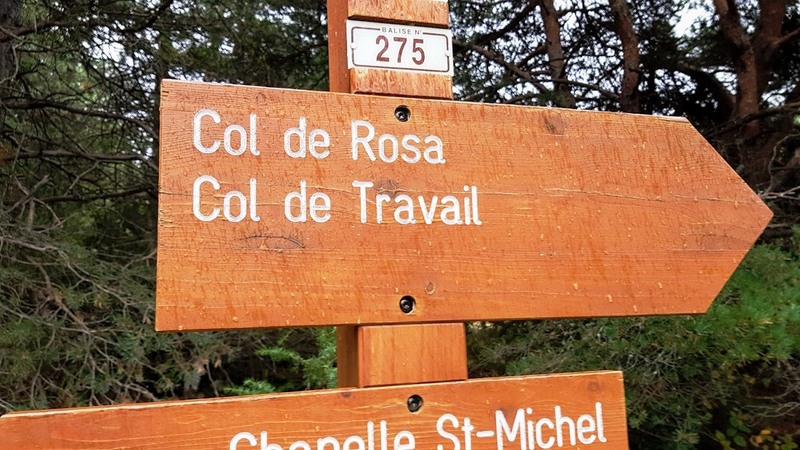 BALISE N°
275
Col de Rosa
Col de Travail
Chapelle St-Michel